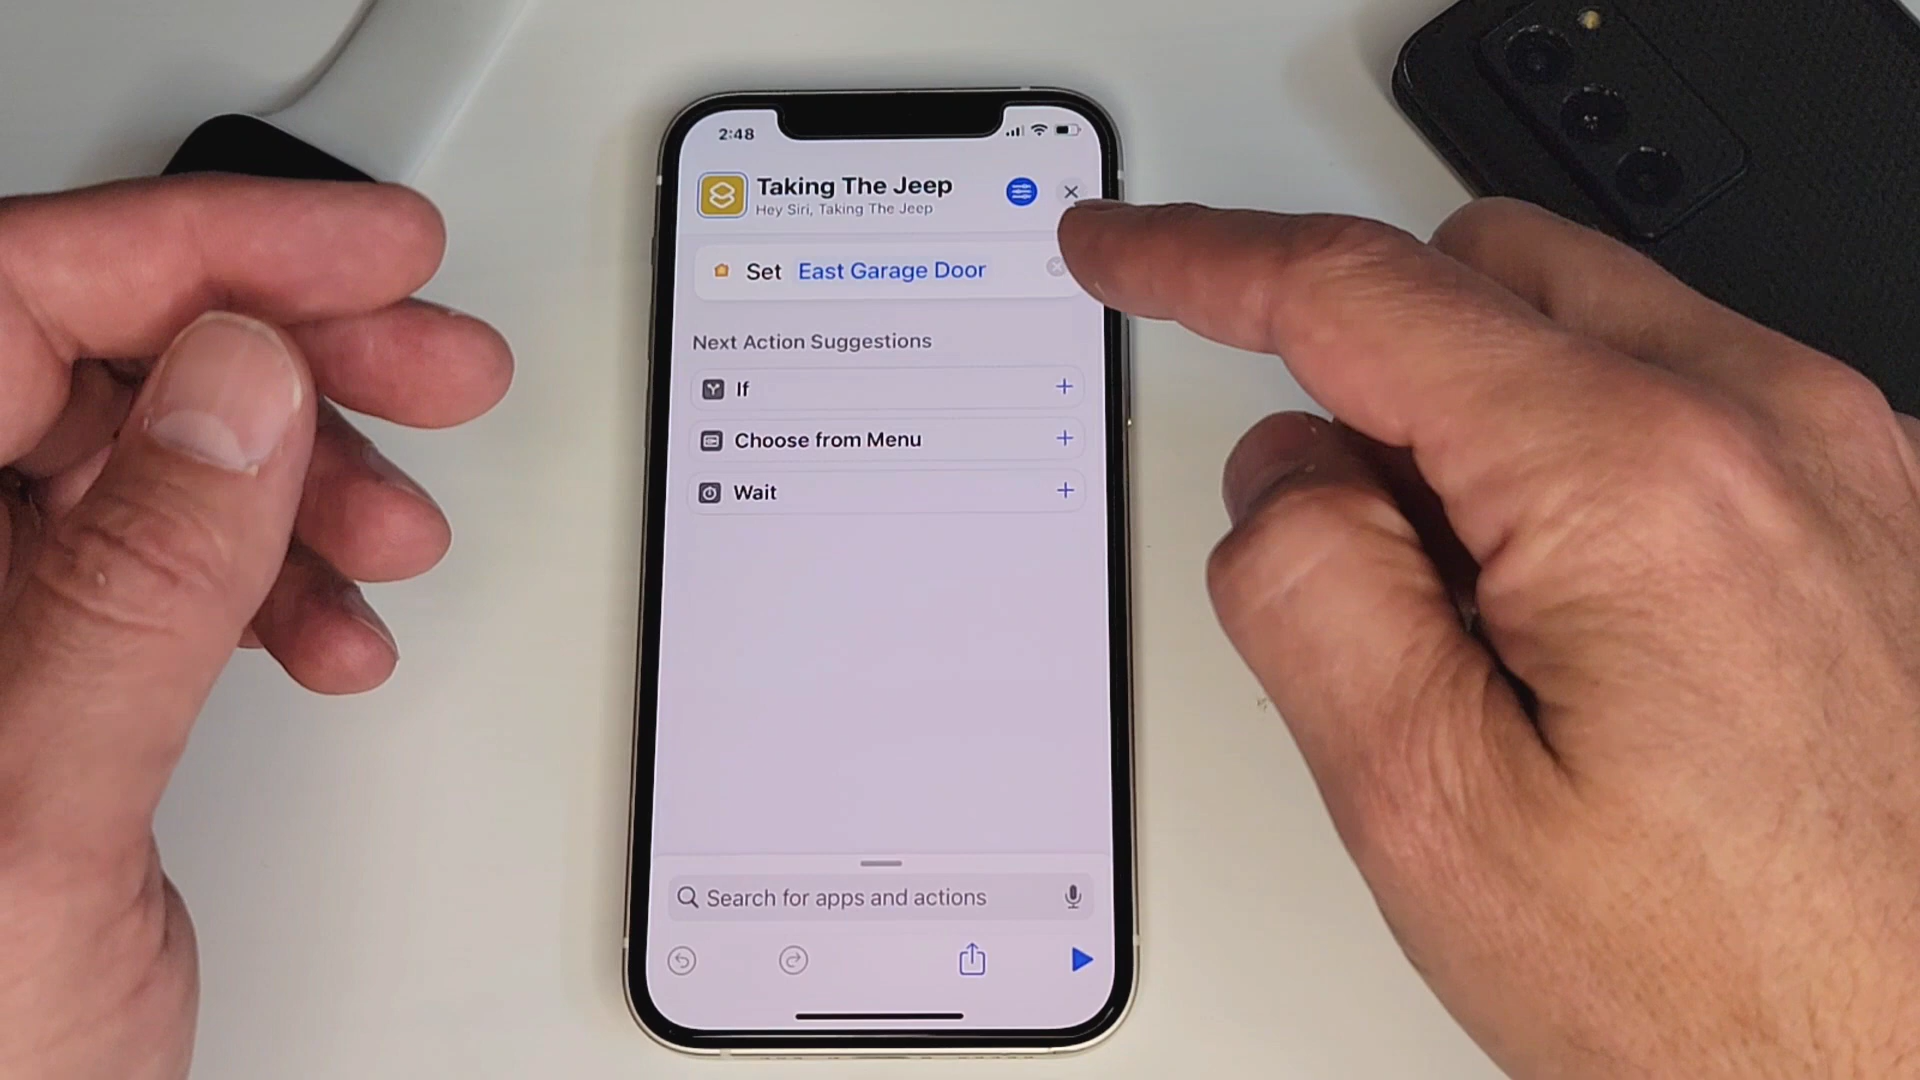 2:48
Taking The Jeep
Hey Siri, Taking The Jeep
Set East Garage Door
Next Action Suggestions
If
Choose from Menu
Wait
Search for apps and actions